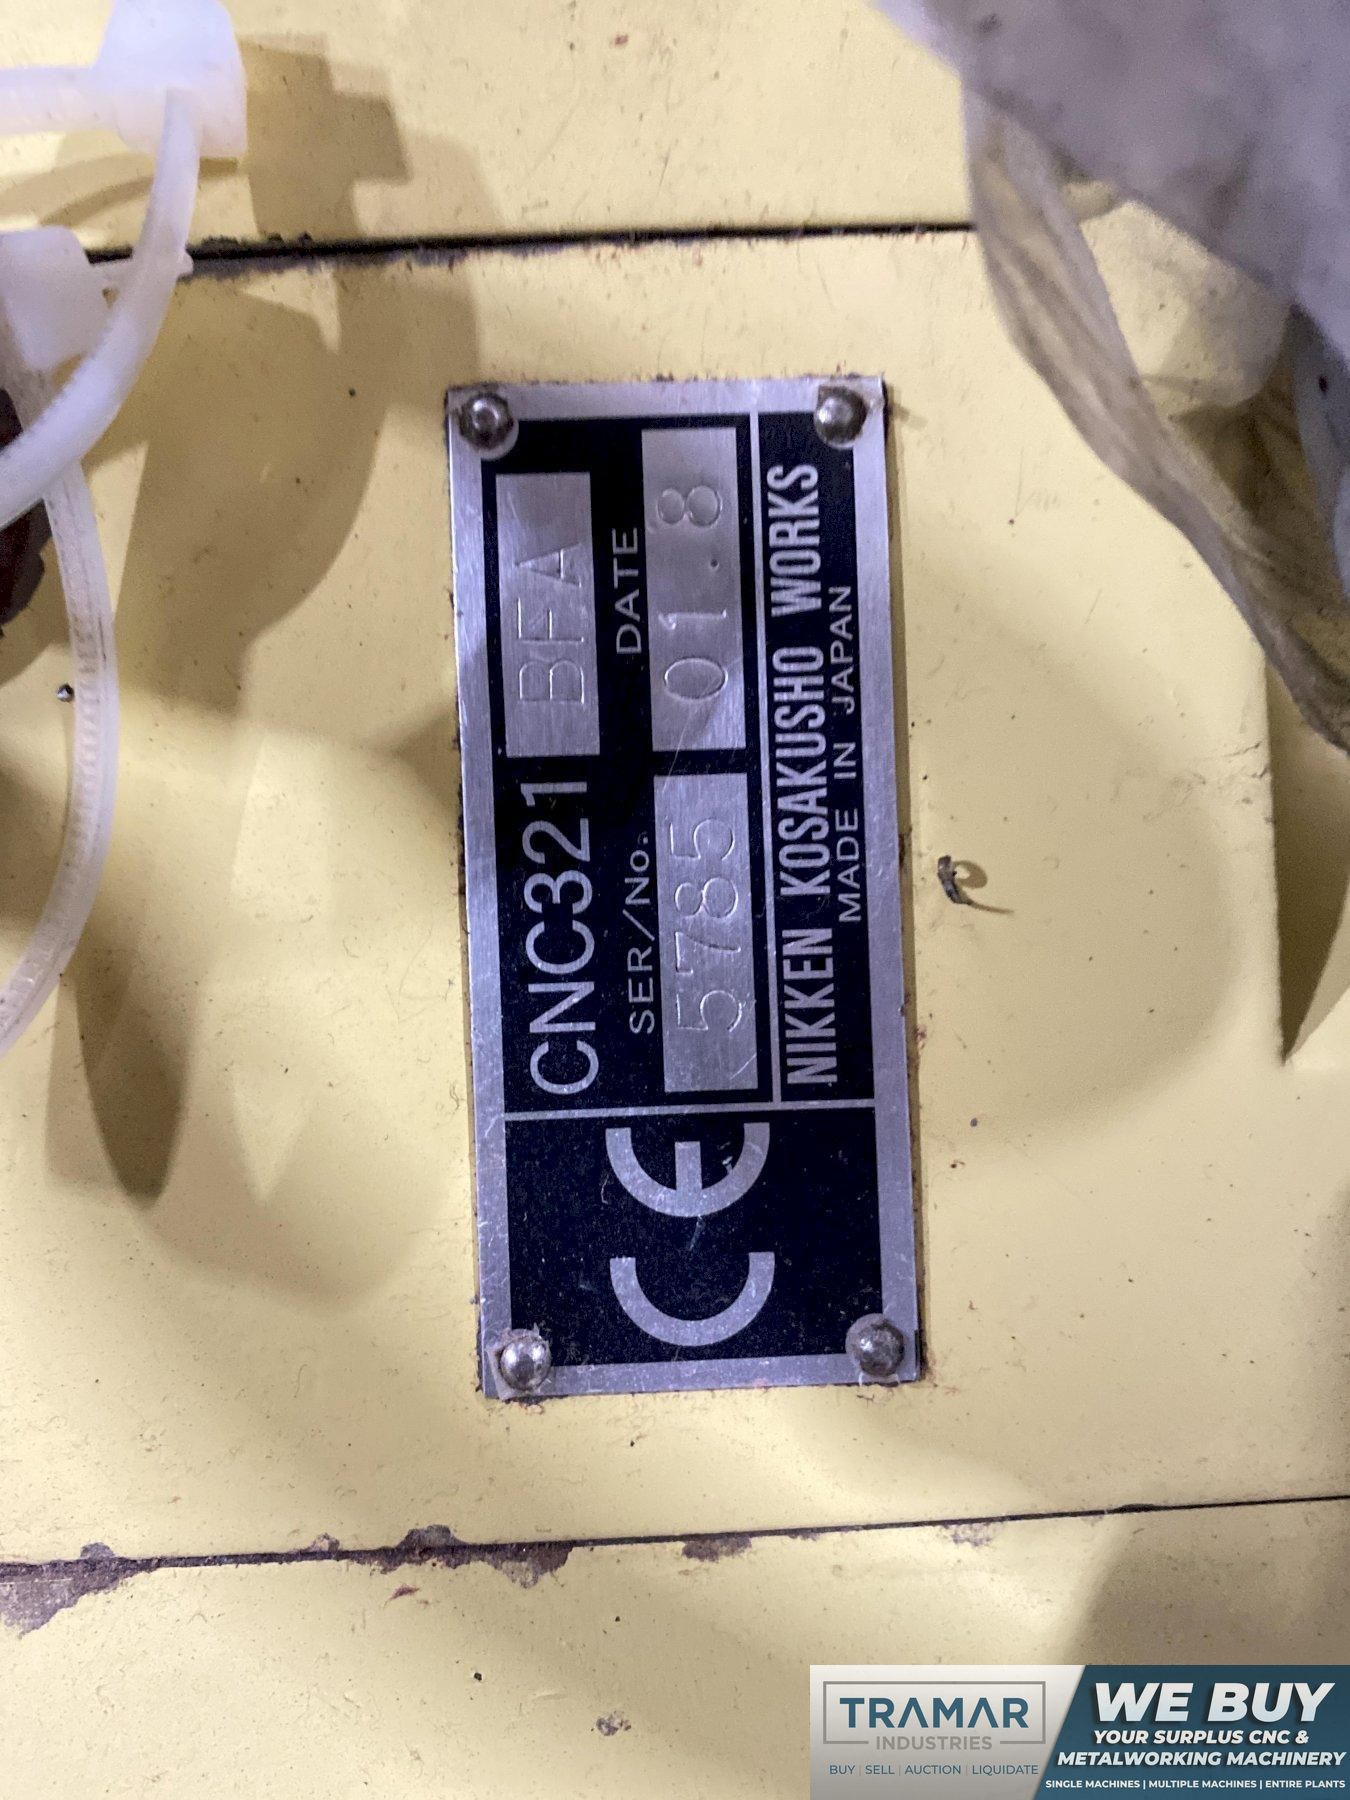 CNC321 BFA
SER/No. DATE
5785 01.8
NIKKEN KOSAKUSHO WORKS
MADE IN JAPAN
CE
TRAMAR
INDUSTRIES
BUY | SELL | AUCTION | LIQUIDATE
WE BUY
YOUR SURPLUS CNC &
METALWORKING MACHINERY
SINGLE MACHINES | MULTIPLE MACHINES | ENTIRE PLANTS